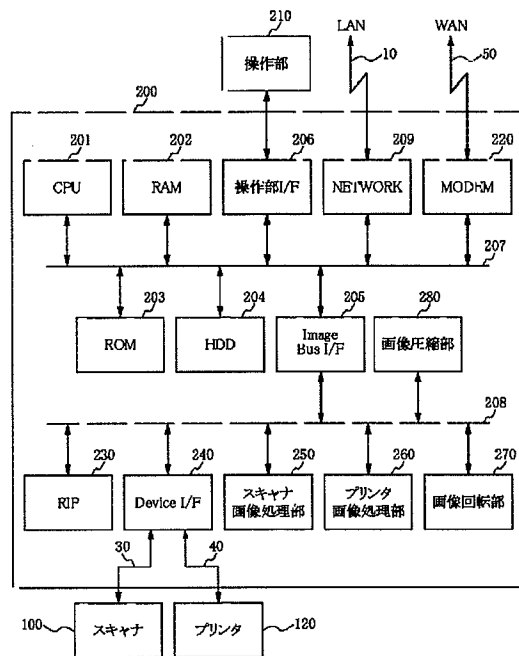 210
操作部
LAN
10
WAN
50
200
201
CPU
202
RAM
206
操作部I/F
209
NETWORK
220
MODEM
207
203
ROM
204
HDD
205
Image
Bus I/F
280
画像圧縮部
208
230
RIP
240
Device I/F
250
スキャナ
画像処理部
260
プリンタ
画像処理部
270
画像回転部
30
40
100
スキャナ
プリンタ
120